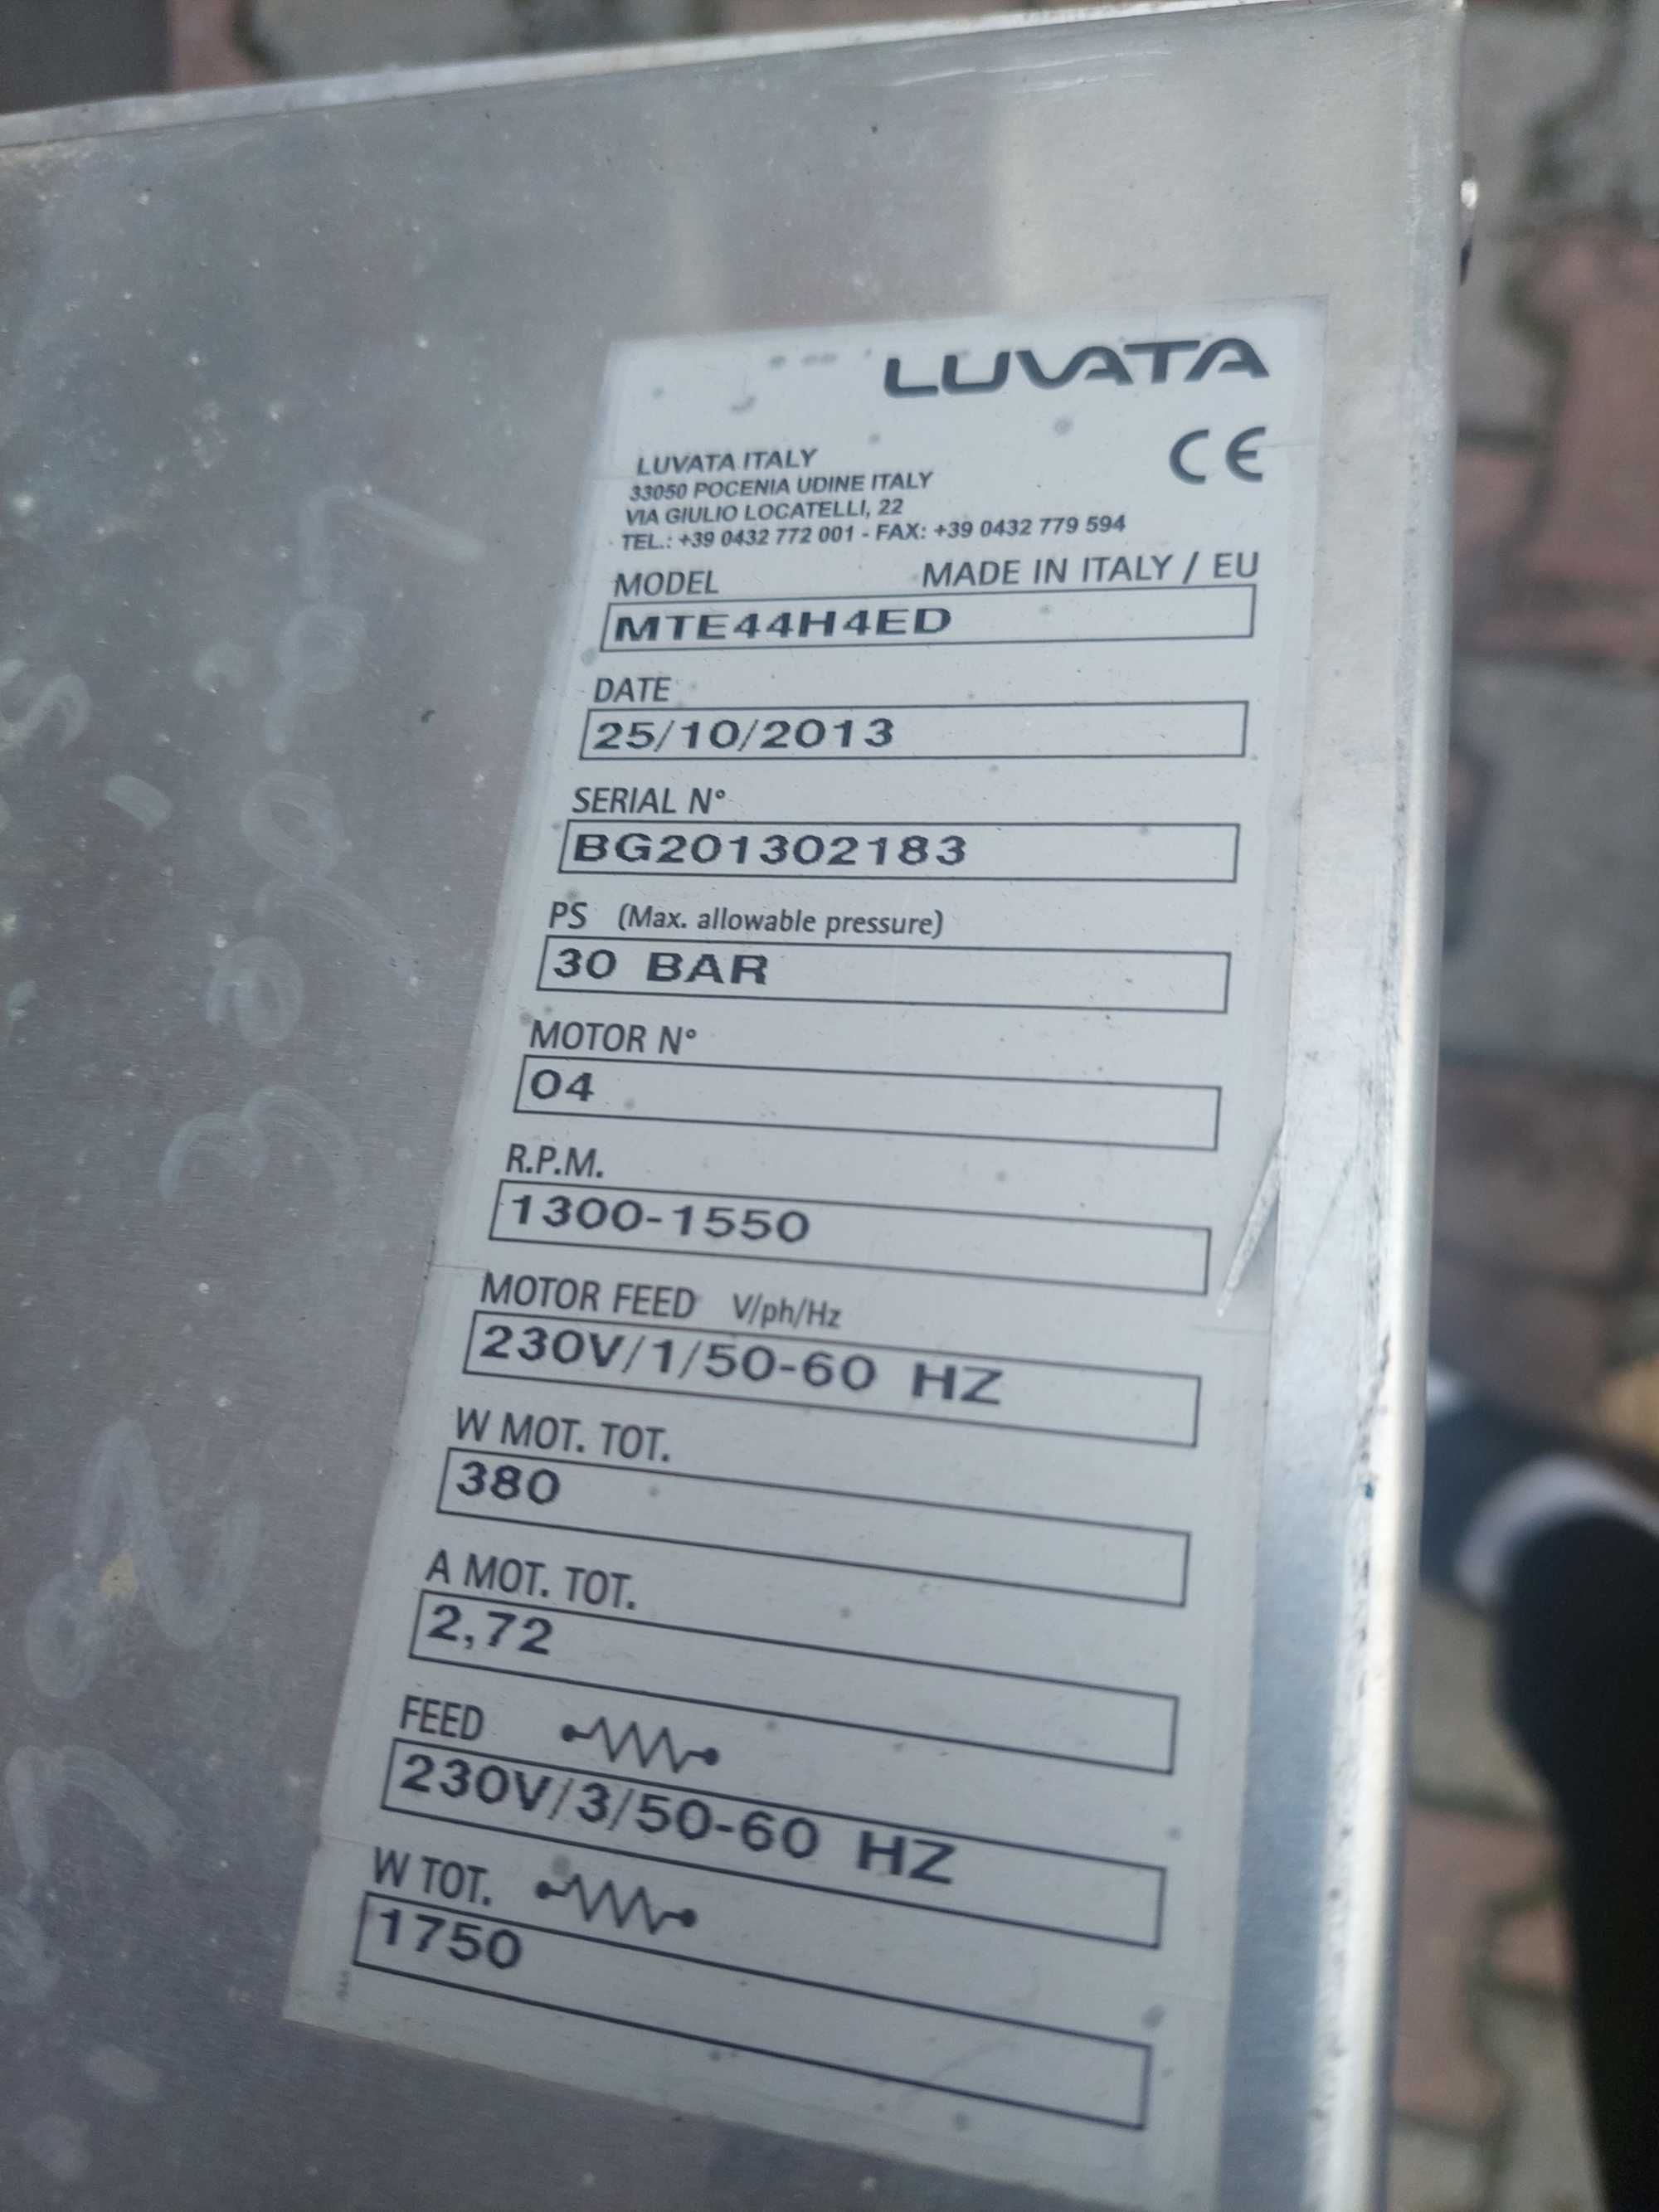 LUVATA
CE
LUVATA ITALY
33050 POCENIA UDINE ITALY
VIA GIULIO LOCATELLI, 22
TEL.: +39 0432 772 001 - FAX: +39 0432 779 594
MODEL MADE IN ITALY / EU
MTE44H4ED
DATE
25/10/2013
SERIAL N°
BG201302183
PS (Max. allowable pressure)
30 BAR
MOTOR N°
04
R.P.M.
1300-1550
MOTOR FEED V/ph/Hz
230V/1/50-60 HZ
W MOT. TOT.
380
A MOT. TOT.
2,72
FEED
230V/3/50-60 HZ
W TOT.
1750